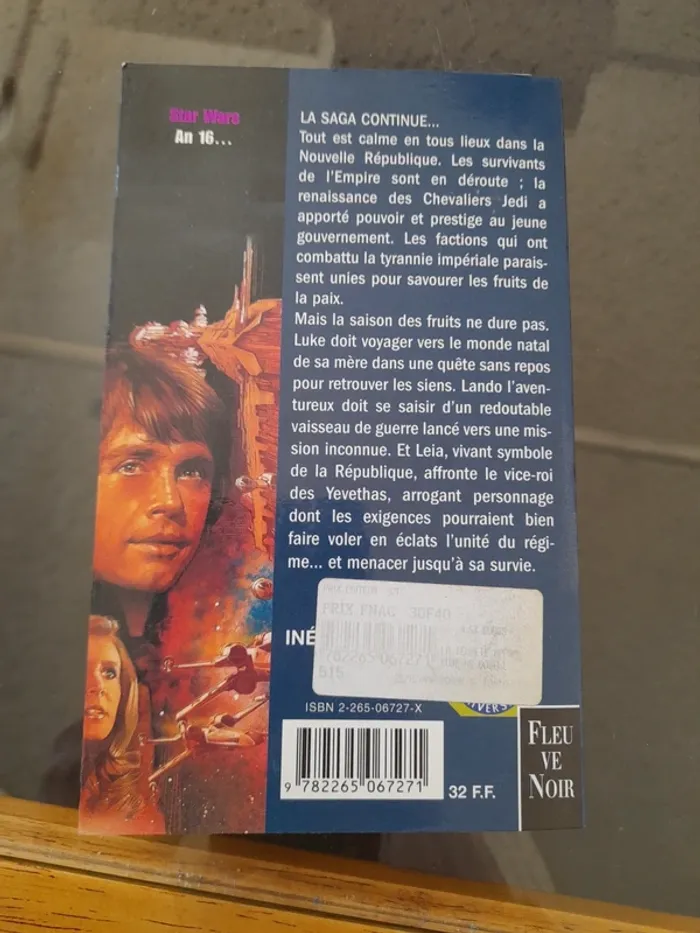 Star Wars
An 16...
LA SAGA CONTINUE...
Tout est calme en tous lieux dans la
Nouvelle République. Les survivants
de l'Empire sont en déroute ; la
renaissance des Chevaliers Jedi a
apporté pouvoir et prestige au jeune
gouvernement. Les factions qui ont
combattu la tyrannie impériale parais-
sent unies pour savourer les fruits de
la paix.
Mais la saison des fruits ne dure pas.
Luke doit voyager vers le monde natal
de sa mère dans une quête sans repos
pour retrouver les siens. Lando l'aven-
tureux doit se saisir d'un redoutable
vaisseau de guerre lancé vers une mis-
sion inconnue. Et Leia, vivant symbole
de la République, affronte le vice-roi
des Yevethas, arrogant personnage
dont les exigences pourraient bien
faire voler en éclats l'unité du régi-
me... et menacer jusqu'à sa survie.
PRIX FNAC 30F40
INÉ
515
IVERS
ISBN 2-265-06727-X
9 782265 067271
32 F.F.
FLEU
VE
NOIR